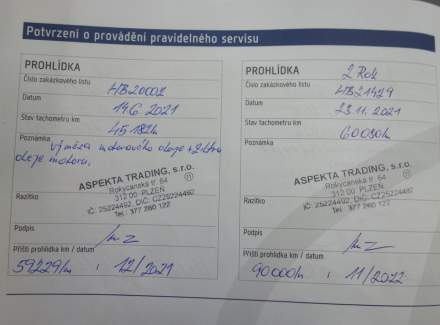 Potvrzení o provádění pravidelného servisu
PROHLÍDKA
Číslo zakázkového listu
HB20002
Datum
14.6.2021
Stav tachometru km
45182km
Poznámka
výměna motorového oleje + filtru
oleje motoru.
ASPEKTA TRADING, s.r.o.
Rokycanská tř. 64
312 00 PLZEŇ
IČ: 25224492, DIČ: CZ25224492
Tel.: 377 260 122
Razítko
Podpis
Příští prohlídka km / datum
59229km , 12/2021
PROHLÍDKA
2 Rok
Číslo zakázkového listu
HB21479
Datum
23.11.2021
Stav tachometru km
60090km
Poznámka
ASPEKTA TRADING, s.r.o.
Rokycanská tř. 64
312 00 PLZEŇ
IČ: 25224492, DIČ: CZ25224492
Tel.: 377 260 122
Razítko
Podpis
Příští prohlídka km / datum
90000km , 11/2022